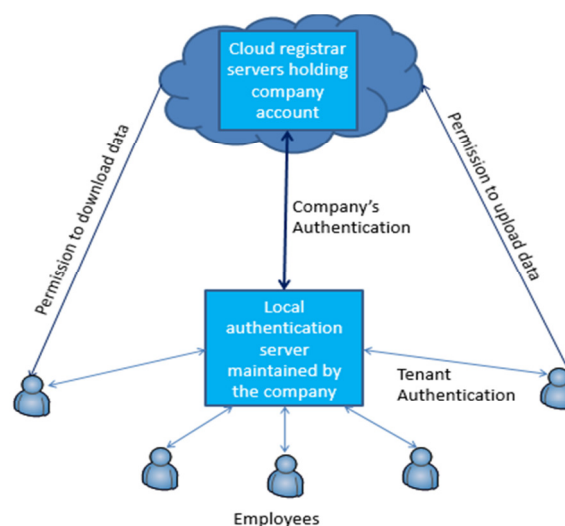 Cloud registrar
servers holding
company
account
Permission to download data
Permission to upload data
Company's
Authentication
Local
authentication
server
maintained by
the company
Tenant
Authentication
Employees